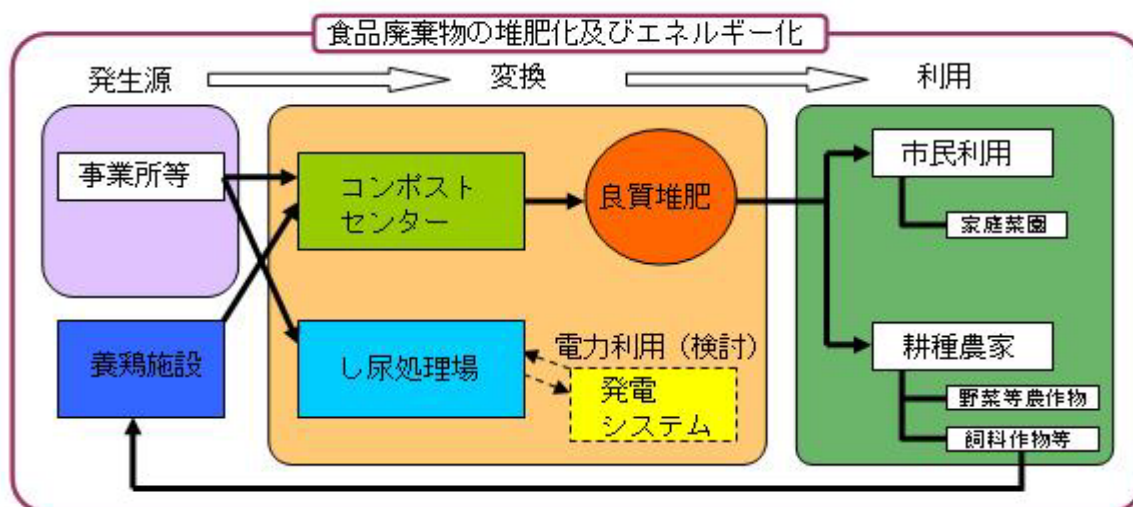 食品廃棄物の堆肥化及びエネルギー化
発生源
変換
利用
事業所等
コンポスト
センター
良質堆肥
市民利用
家庭菜園
養鶏施設
し尿処理場
電力利用（検討）
発電
システム
耕種農家
野菜等農作物
飼料作物等